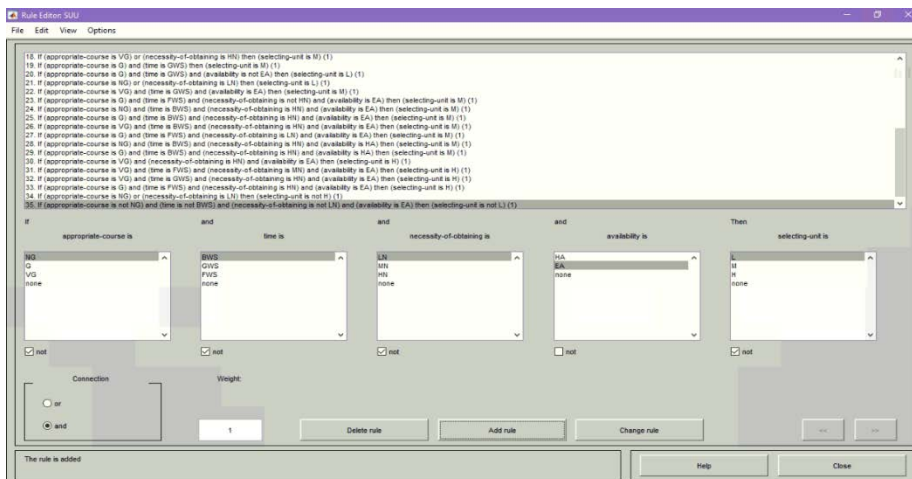 Rule Editor: SUU
File Edit View Options
18. If (appropriate-course is VG) or (necessity-of-obtaining is HN) then (selecting-unit is M) (1)
19. If (appropriate-course is G) and (time is GWS) then (selecting-unit is M) (1)
20. If (appropriate-course is G) and (time is GWS) and (availability is not EA) then (selecting-unit is L) (1)
21. If (appropriate-course is NG) or (necessity-of-obtaining is LN) then (selecting-unit is L) (1)
22. If (appropriate-course is VG) and (time is GWS) and (availability is EA) then (selecting-unit is M) (1)
23. If (appropriate-course is G) and (time is FWS) and (necessity-of-obtaining is not HN) and (availability is EA) then (selecting-unit is M) (1)
24. If (appropriate-course is NG) and (time is BWS) and (necessity-of-obtaining is HN) and (availability is EA) then (selecting-unit is M) (1)
25. If (appropriate-course is G) and (time is BWS) and (necessity-of-obtaining is HN) and (availability is EA) then (selecting-unit is M) (1)
26. If (appropriate-course is VG) and (time is BWS) and (necessity-of-obtaining is HN) and (availability is EA) then (selecting-unit is M) (1)
27. If (appropriate-course is G) and (time is FWS) and (necessity-of-obtaining is LN) and (availability is EA) then (selecting-unit is M) (1)
28. If (appropriate-course is NG) and (time is BWS) and (necessity-of-obtaining is HN) and (availability is HA) then (selecting-unit is M) (1)
29. If (appropriate-course is G) and (time is BWS) and (necessity-of-obtaining is HN) and (availability is HA) then (selecting-unit is M) (1)
30. If (appropriate-course is VG) and (necessity-of-obtaining is HN) and (availability is EA) then (selecting-unit is H) (1)
31. If (appropriate-course is VG) and (time is FWS) and (necessity-of-obtaining is MN) and (availability is EA) then (selecting-unit is H) (1)
32. If (appropriate-course is VG) and (time is GWS) and (necessity-of-obtaining is HN) and (availability is EA) then (selecting-unit is H) (1)
33. If (appropriate-course is G) and (time is FWS) and (necessity-of-obtaining is HN) and (availability is EA) then (selecting-unit is H) (1)
34. If (appropriate-course is NG) or (necessity-of-obtaining is LN) then (selecting-unit is not H) (1)
35. If (appropriate-course is not NG) and (time is not BWS) and (necessity-of-obtaining is not LN) and (availability is EA) then (selecting-unit is not L) (1)
If and and and Then
appropriate-course is time is necessity-of-obtaining is availability is selecting-unit is
NG BWS LN HA L
G GWS MN EA M
VG FWS HN none H
none none none none
not not not not not
Connection Weight:
or
and 1 Delete rule Add rule Change rule << >>
The rule is added Help Close